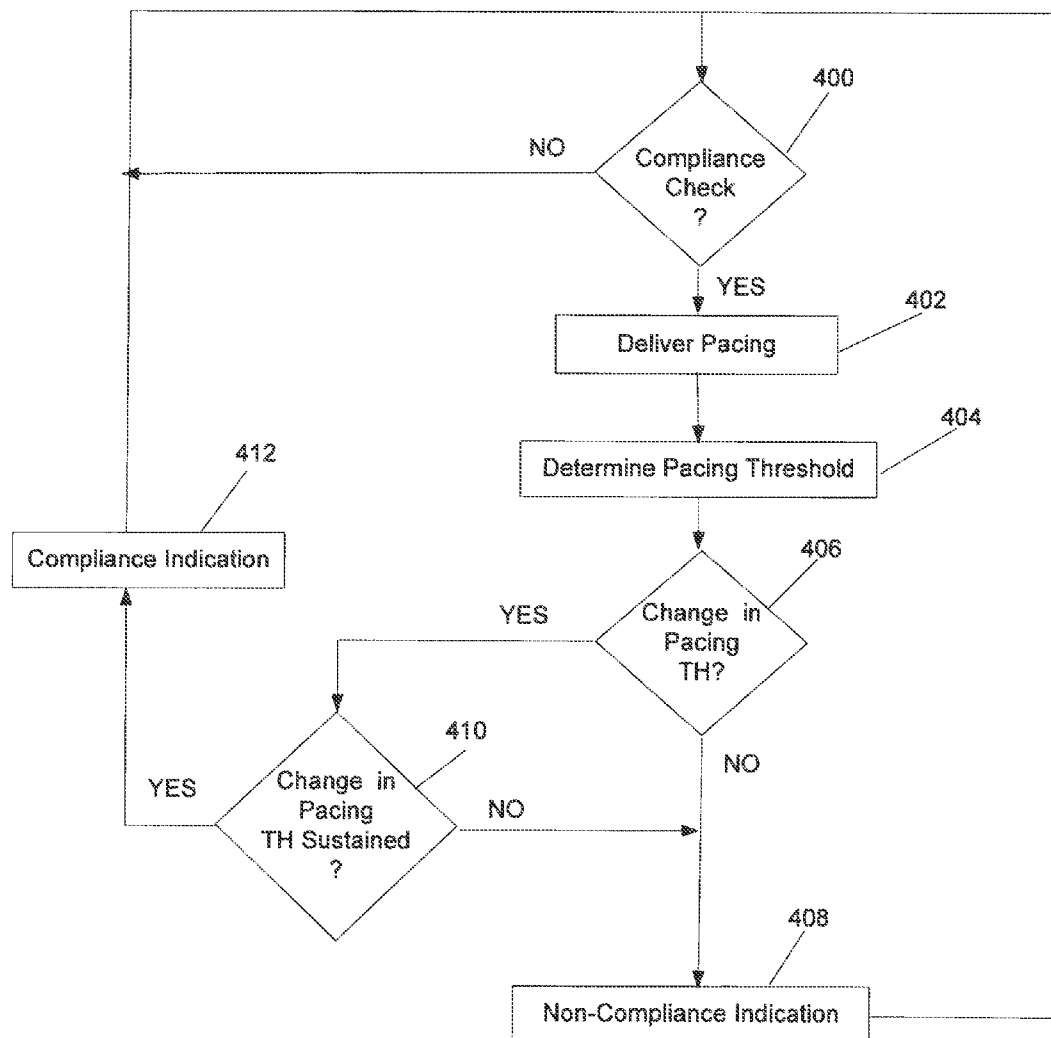 400
NO
Compliance
Check
?
YES
402
Deliver Pacing
404
Determine Pacing Threshold
412
Compliance Indication
406
YES
Change in
Pacing
TH?
410
NO
YES
Change in
Pacing
TH Sustained
?
NO
408
Non-Compliance Indication